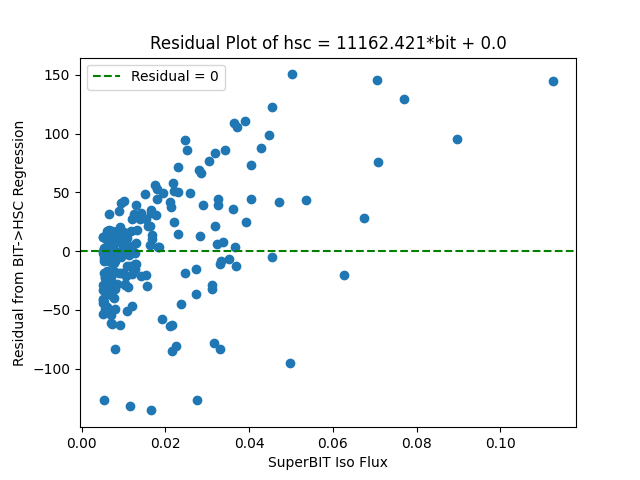 Residual Plot of hsc = 11162.421*bit + 0.0
Residual = 0
Residual from BIT->HSC Regression
150
100
50
0
−50
−100
0.00 0.02 0.04 0.06 0.08 0.10
SuperBIT Iso Flux